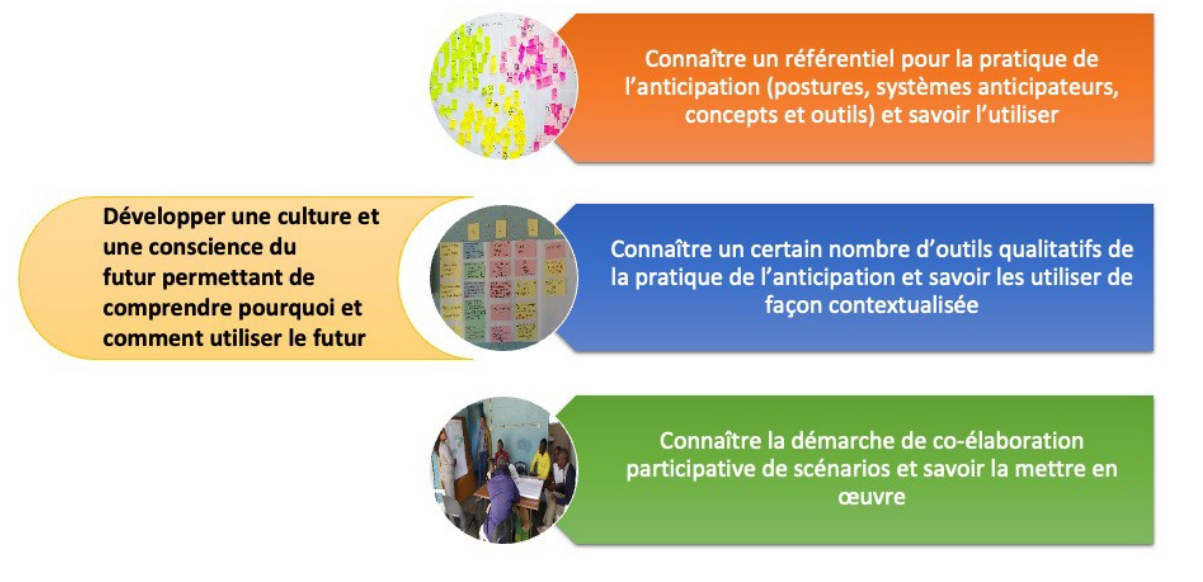 Connaître un référentiel pour la pratique de
l’anticipation (postures, systèmes anticipateurs,
concepts et outils) et savoir l’utiliser
Développer une culture et
une conscience du
futur permettant de
comprendre pourquoi et
comment utiliser le futur
Connaître un certain nombre d’outils qualitatifs de
la pratique de l’anticipation et savoir les utiliser de
façon contextualisée
Connaître la démarche de co-élaboration
participative de scénarios et savoir la mettre en
œuvre